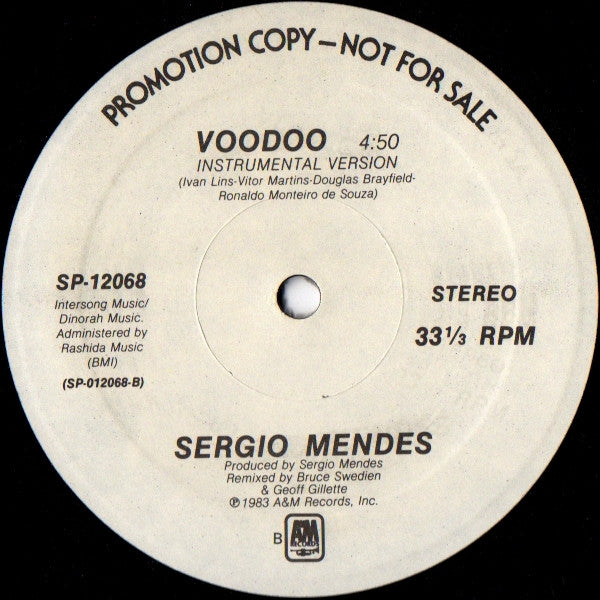 PROMOTION COPY—NOT FOR SALE
VOODOO 4:50
INSTRUMENTAL VERSION
(Ivan Lins-Vitor Martins-Douglas Brayfield-
Ronaldo Monteiro de Souza)
SP-12068
Intersong Music/
Dinorah Music.
Administered by
Rashida Music
(BMI)
(SP-012068-B)
STEREO
33⅓ RPM
SERGIO MENDES
Produced by Sergio Mendes
Remixed by Bruce Swedien
& Geoff Gillette
℗1983 A&M Records, Inc.
B
A&M
RECORDS